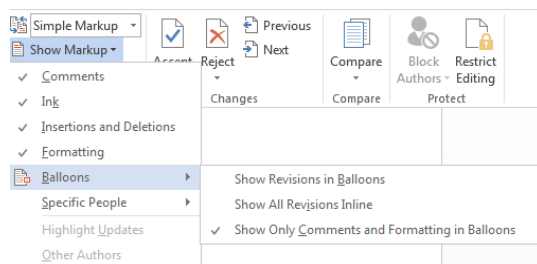 Simple Markup
Show Markup
Accept
Reject
Previous
Next
Compare
Block
Authors
Restrict
Editing
Changes
Compare
Protect
Comments
Ink
Insertions and Deletions
Formatting
Balloons
Show Revisions in Balloons
Specific People
Show All Revisions Inline
Highlight Updates
Show Only Comments and Formatting in Balloons
Other Authors